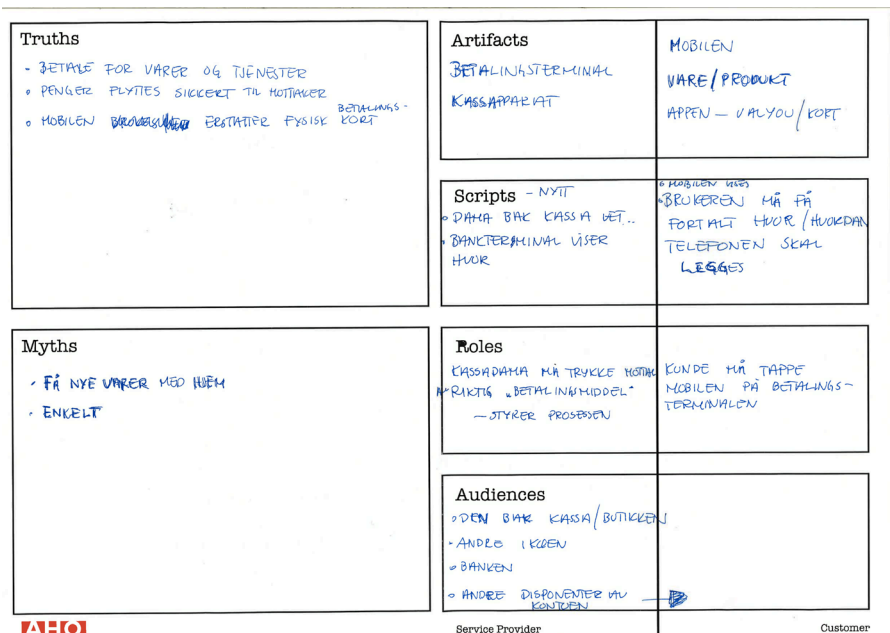 Truths
- BETALE FOR VARER OG TJENESTER
• PENGER FLYTTES SIKKERT TIL MOTTAKER
• MOBILEN ERSTATTER FYSISK BETALINGS-
KORT
Myths
• FÅ NYE VARER MED HJEM
• ENKELT
Artifacts
BETALINGSTERMINAL
KASSAPPARAT
MOBILEN
VARE/PRODUKT
APPEN – VALYOU/KORT
Scripts - NYTT
• DAMA BAK KASSA VET...
• BANKTERMINAL VISER
HVOR
• MOBILEN
• BRUKEREN MÅ FÅ
FORTALT HVOR/HVORDAN
TELEFONEN SKAL
LEGGES
Roles
KASSADAMA MÅ TRYKKE
RIKTIG "BETALINGSMIDDEL"
– STYRER PROSESSEN
KUNDE MÅ TAPPE
MOBILEN PÅ BETALINGS-
TERMINALEN
Audiences
• DEN BAK KASSA/BUTIKKEN
• ANDRE I KØEN
• BANKEN
• ANDRE DISPONENTER AV
KONTOEN
AHO
Service Provider
Customer